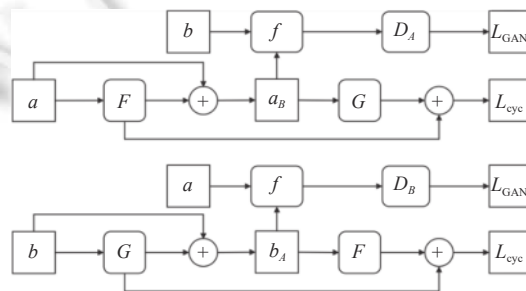 b f D_A L_GAN
a F + a_B G + L_cyc
a f D_B L_GAN
b G + b_A F + L_cyc